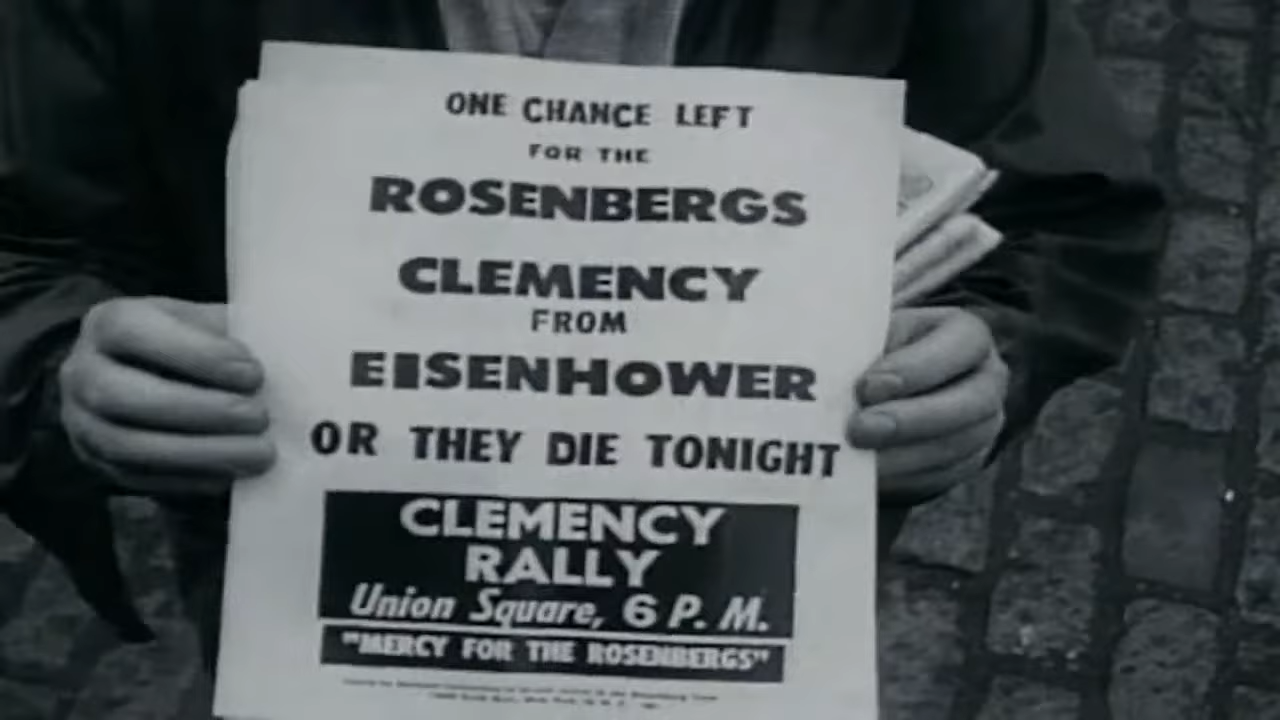 ONE CHANCE LEFT
FOR THE
ROSENBERGS
CLEMENCY
FROM
EISENHOWER
OR THEY DIE TONIGHT
CLEMENCY
RALLY
Union Square, 6 P. M.
"MERCY FOR THE ROSENBERGS"